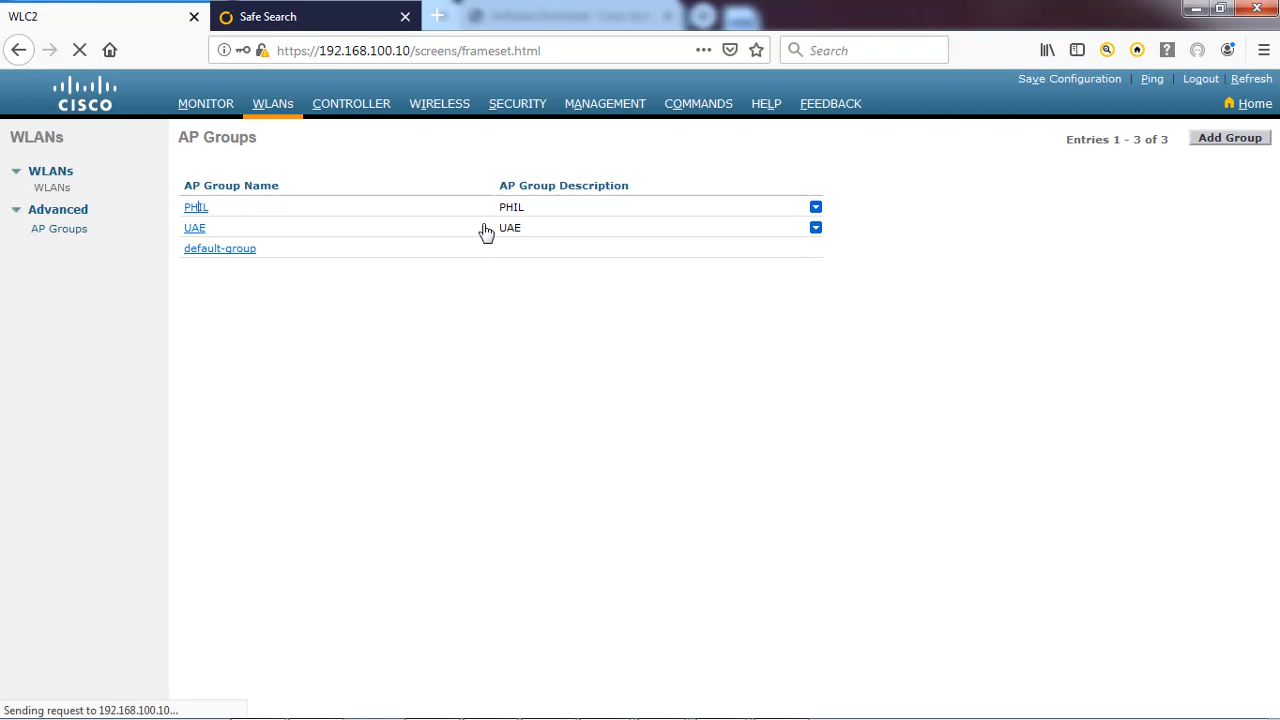 WLC2
Safe Search
https://192.168.100.10/screens/frameset.html
Search
Save Configuration | Ping | Logout | Refresh
CISCO
MONITOR WLANs CONTROLLER WIRELESS SECURITY MANAGEMENT COMMANDS HELP FEEDBACK
Home
WLANs
AP Groups
Entries 1 - 3 of 3
Add Group
WLANs
WLANs
Advanced
AP Groups
AP Group Name AP Group Description
PHIL PHIL
UAE UAE
default-group
Sending request to 192.168.100.10...